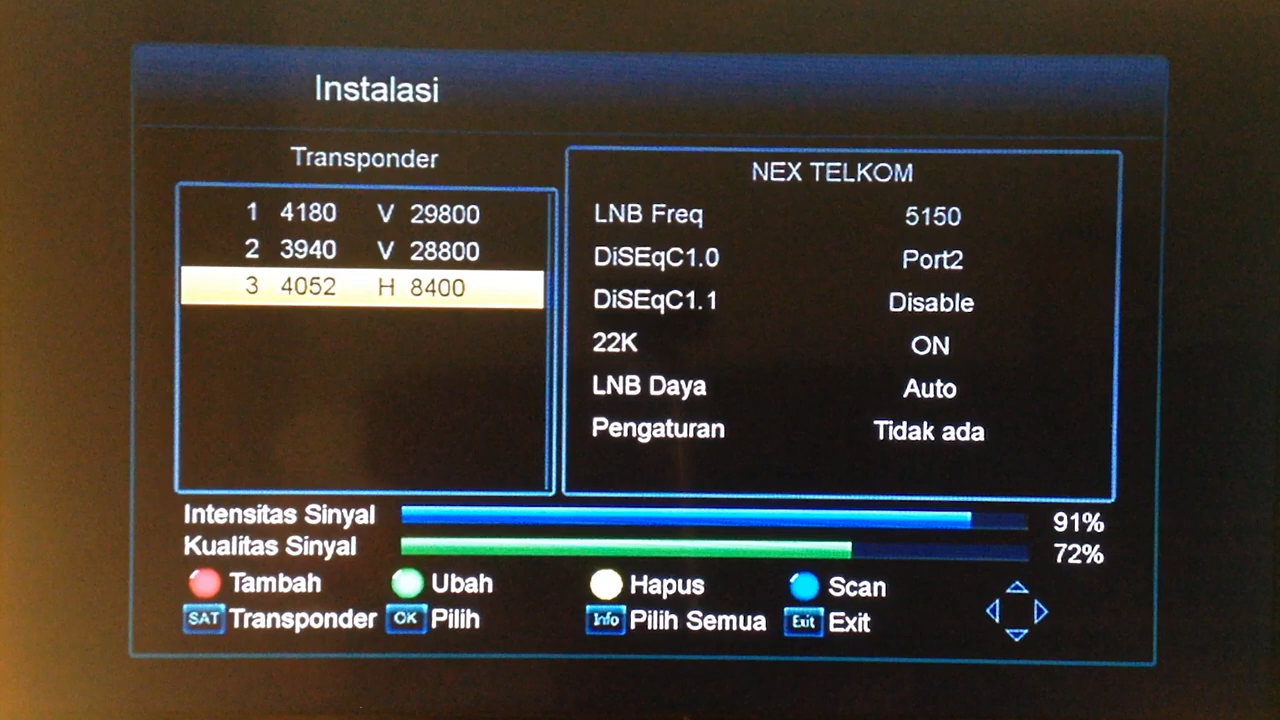 Instalasi
Transponder
1 4180 V 29800
2 3940 V 28800
3 4052 H 8400
NEX TELKOM
LNB Freq 5150
DiSEqC1.0 Port2
DiSEqC1.1 Disable
22K ON
LNB Daya Auto
Pengaturan Tidak ada
Intensitas Sinyal 91%
Kualitas Sinyal 72%
Tambah Ubah Hapus Scan
SAT Transponder OK Pilih Info Pilih Semua Exit Exit